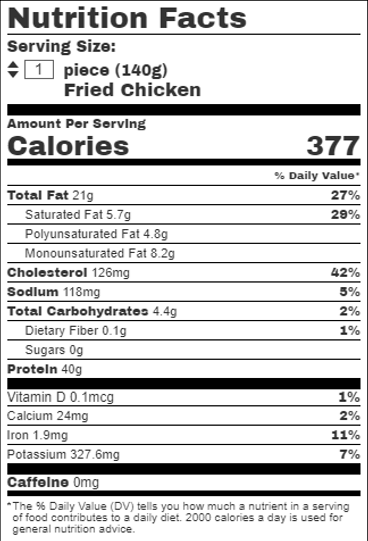 Nutrition Facts
Serving Size:
1 piece (140g)
Fried Chicken
Amount Per Serving
Calories 377
% Daily Value*
Total Fat 21g 27%
Saturated Fat 5.7g 29%
Polyunsaturated Fat 4.8g
Monounsaturated Fat 8.2g
Cholesterol 126mg 42%
Sodium 118mg 5%
Total Carbohydrates 4.4g 2%
Dietary Fiber 0.1g 1%
Sugars 0g
Protein 40g
Vitamin D 0.1mcg 1%
Calcium 24mg 2%
Iron 1.9mg 11%
Potassium 327.6mg 7%
Caffeine 0mg
*The % Daily Value (DV) tells you how much a nutrient in a serving
of food contributes to a daily diet. 2000 calories a day is used for
general nutrition advice.